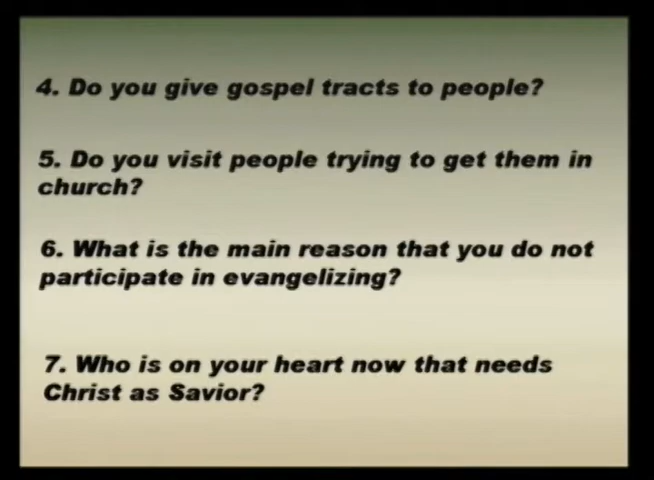 4. Do you give gospel tracts to people?
5. Do you visit people trying to get them in
church?
6. What is the main reason that you do not
participate in evangelizing?
7. Who is on your heart now that needs
Christ as Savior?